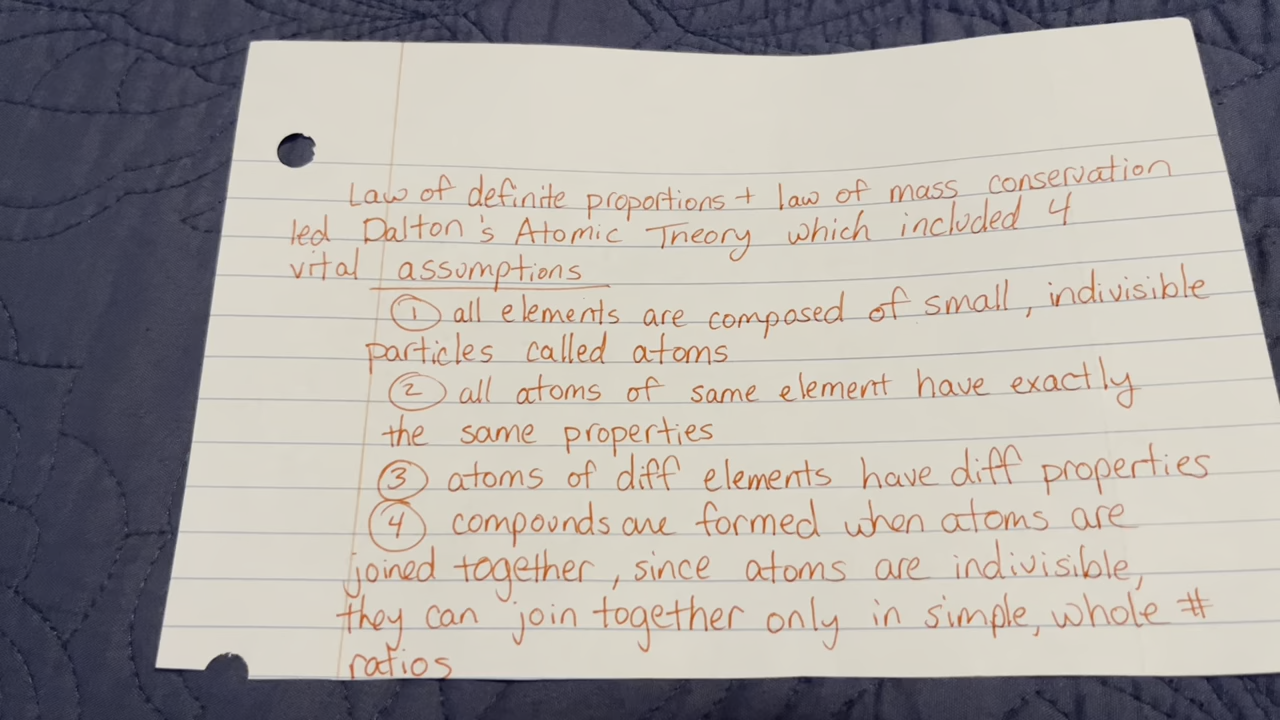 Law of definite proportions + law of mass conservation
led Dalton's Atomic Theory which included 4
vital assumptions
① all elements are composed of small, indivisible
particles called atoms
② all atoms of same element have exactly
the same properties
③ atoms of diff elements have diff properties
④ compounds are formed when atoms are
joined together, since atoms are indivisible,
they can join together only in simple, whole #
ratios